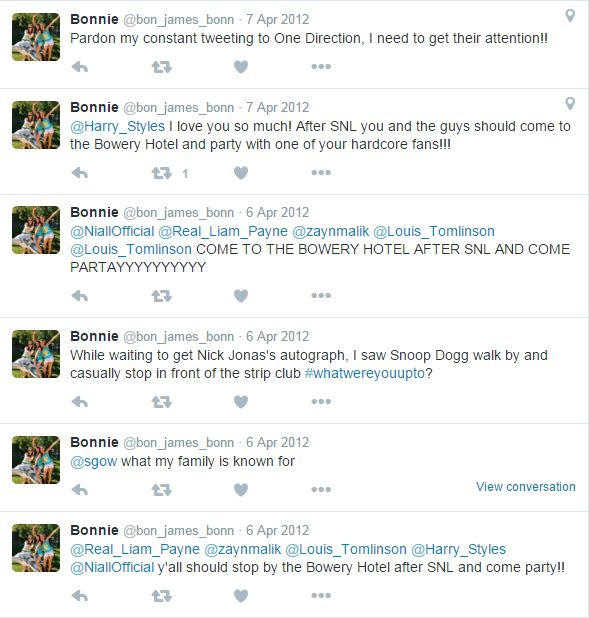 Bonnie @bon_james_bonn · 7 Apr 2012
Pardon my constant tweeting to One Direction, I need to get their attention!!
Bonnie @bon_james_bonn · 7 Apr 2012
@Harry_Styles I love you so much! After SNL you and the guys should come to
the Bowery Hotel and party with one of your hardcore fans!!!
1
Bonnie @bon_james_bonn · 6 Apr 2012
@NiallOfficial @Real_Liam_Payne @zaynmalik @Louis_Tomlinson
@Louis_Tomlinson COME TO THE BOWERY HOTEL AFTER SNL AND COME
PARTAYYYYYYYYYY
Bonnie @bon_james_bonn · 6 Apr 2012
While waiting to get Nick Jonas's autograph, I saw Snoop Dogg walk by and
casually stop in front of the strip club #whatwereyouupto?
Bonnie @bon_james_bonn · 6 Apr 2012
@sgow what my family is known for
View conversation
Bonnie @bon_james_bonn · 6 Apr 2012
@Real_Liam_Payne @zaynmalik @Louis_Tomlinson @Harry_Styles
@NiallOfficial y'all should stop by the Bowery Hotel after SNL and come party!!